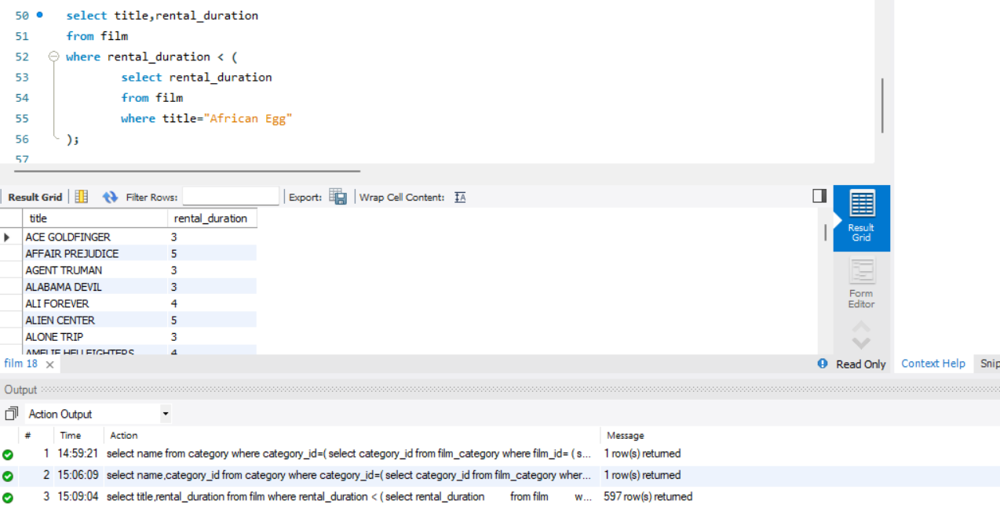 50 select title,rental_duration
51 from film
52 where rental_duration < (
53 select rental_duration
54 from film
55 where title="African Egg"
56 );
57
Result Grid Filter Rows: Export: Wrap Cell Content: IA
title rental_duration
ACE GOLDFINGER 3
AFFAIR PREJUDICE 5
AGENT TRUMAN 3
ALABAMA DEVIL 3
ALI FOREVER 4
ALIEN CENTER 5
ALONE TRIP 3
AMELIE HELLFIGHTERS 4
Result
Grid
Form
Editor
film 18 Read Only Context Help Snip
Output
Action Output
# Time Action Message
1 14:59:21 select name from category where category_id=( select category_id from film_category where film_id= ( s... 1 row(s) returned
2 15:06:09 select name,category_id from category where category_id=( select category_id from film_category wher... 1 row(s) returned
3 15:09:04 select title,rental_duration from film where rental_duration < ( select rental_duration from film w... 597 row(s) returned